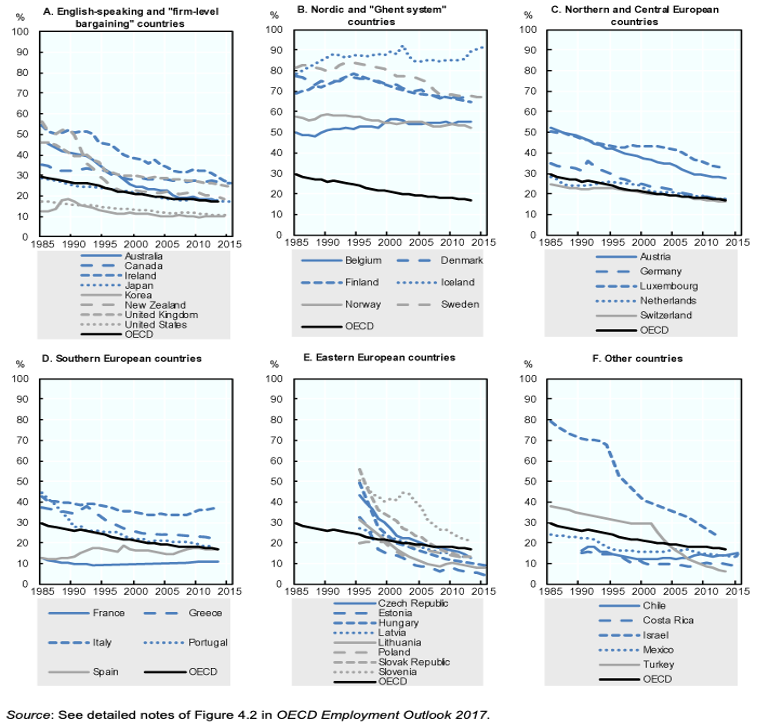 A. English-speaking and "firm-level
bargaining" countries
%
100
90
80
70
60
50
40
30
20
10
0
1985 1990 1995 2000 2005 2010 2015
Australia
Canada
Ireland
Japan
Korea
New Zealand
United Kingdom
United States
OECD
B. Nordic and "Ghent system"
countries
%
100
90
80
70
60
50
40
30
20
10
0
1985 1990 1995 2000 2005 2010 2015
Belgium Denmark
Finland Iceland
Norway Sweden
OECD
C. Northern and Central European
countries
%
100
90
80
70
60
50
40
30
20
10
0
1985 1990 1995 2000 2005 2010 2015
Austria
Germany
Luxembourg
Netherlands
Switzerland
OECD
D. Southern European countries
%
100
90
80
70
60
50
40
30
20
10
0
1985 1990 1995 2000 2005 2010 2015
France Greece
Italy Portugal
Spain OECD
E. Eastern European countries
%
100
90
80
70
60
50
40
30
20
10
0
1985 1990 1995 2000 2005 2010 2015
Czech Republic
Estonia
Hungary
Latvia
Lithuania
Poland
Slovak Republic
Slovenia
OECD
F. Other countries
%
100
90
80
70
60
50
40
30
20
10
0
1985 1990 1995 2000 2005 2010 2015
Chile
Costa Rica
Israel
Mexico
Turkey
OECD
Source: See detailed notes of Figure 4.2 in OECD Employment Outlook 2017.